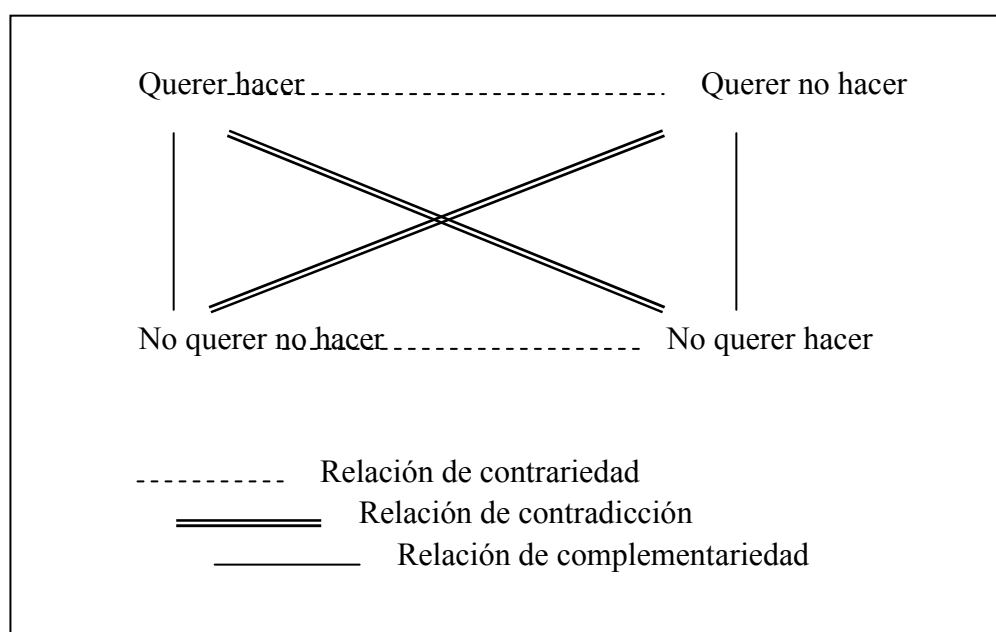 Querer hacer Querer no hacer
No querer no hacer No querer hacer
Relación de contrariedad
Relación de contradicción
Relación de complementariedad